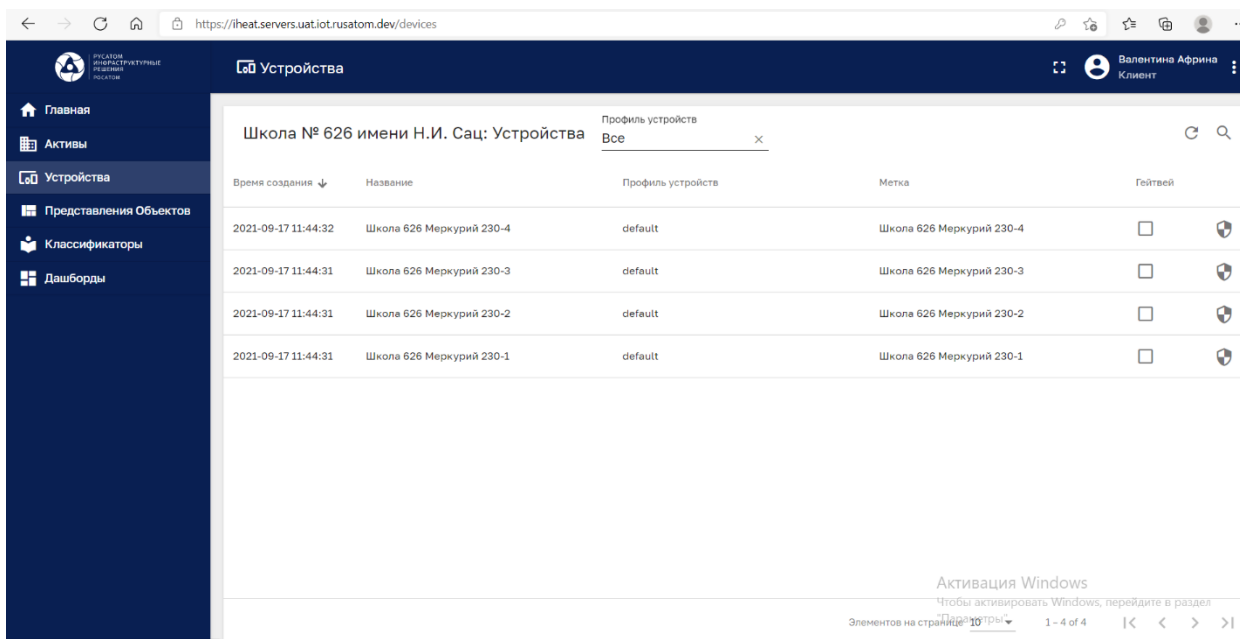 https://iheat.servers.uat.iot.rusatom.dev/devices
РУСАТОМ
ИНФРАСТРУКТУРНЫЕ
РЕШЕНИЯ
РОСАТОМ
Устройства
Валентина Африна
Клиент
Главная
Активы
Устройства
Представления Объектов
Классификаторы
Дашборды
Школа № 626 имени Н.И. Сац: Устройства
Профиль устройств
Все
Время создания Название Профиль устройств Метка Гейтвей
2021-09-17 11:44:32 Школа 626 Меркурий 230-4 default Школа 626 Меркурий 230-4
2021-09-17 11:44:31 Школа 626 Меркурий 230-3 default Школа 626 Меркурий 230-3
2021-09-17 11:44:31 Школа 626 Меркурий 230-2 default Школа 626 Меркурий 230-2
2021-09-17 11:44:31 Школа 626 Меркурий 230-1 default Школа 626 Меркурий 230-1
Активация Windows
Чтобы активировать Windows, перейдите в раздел
"Параметры".
Элементов на странице 10 1 – 4 of 4